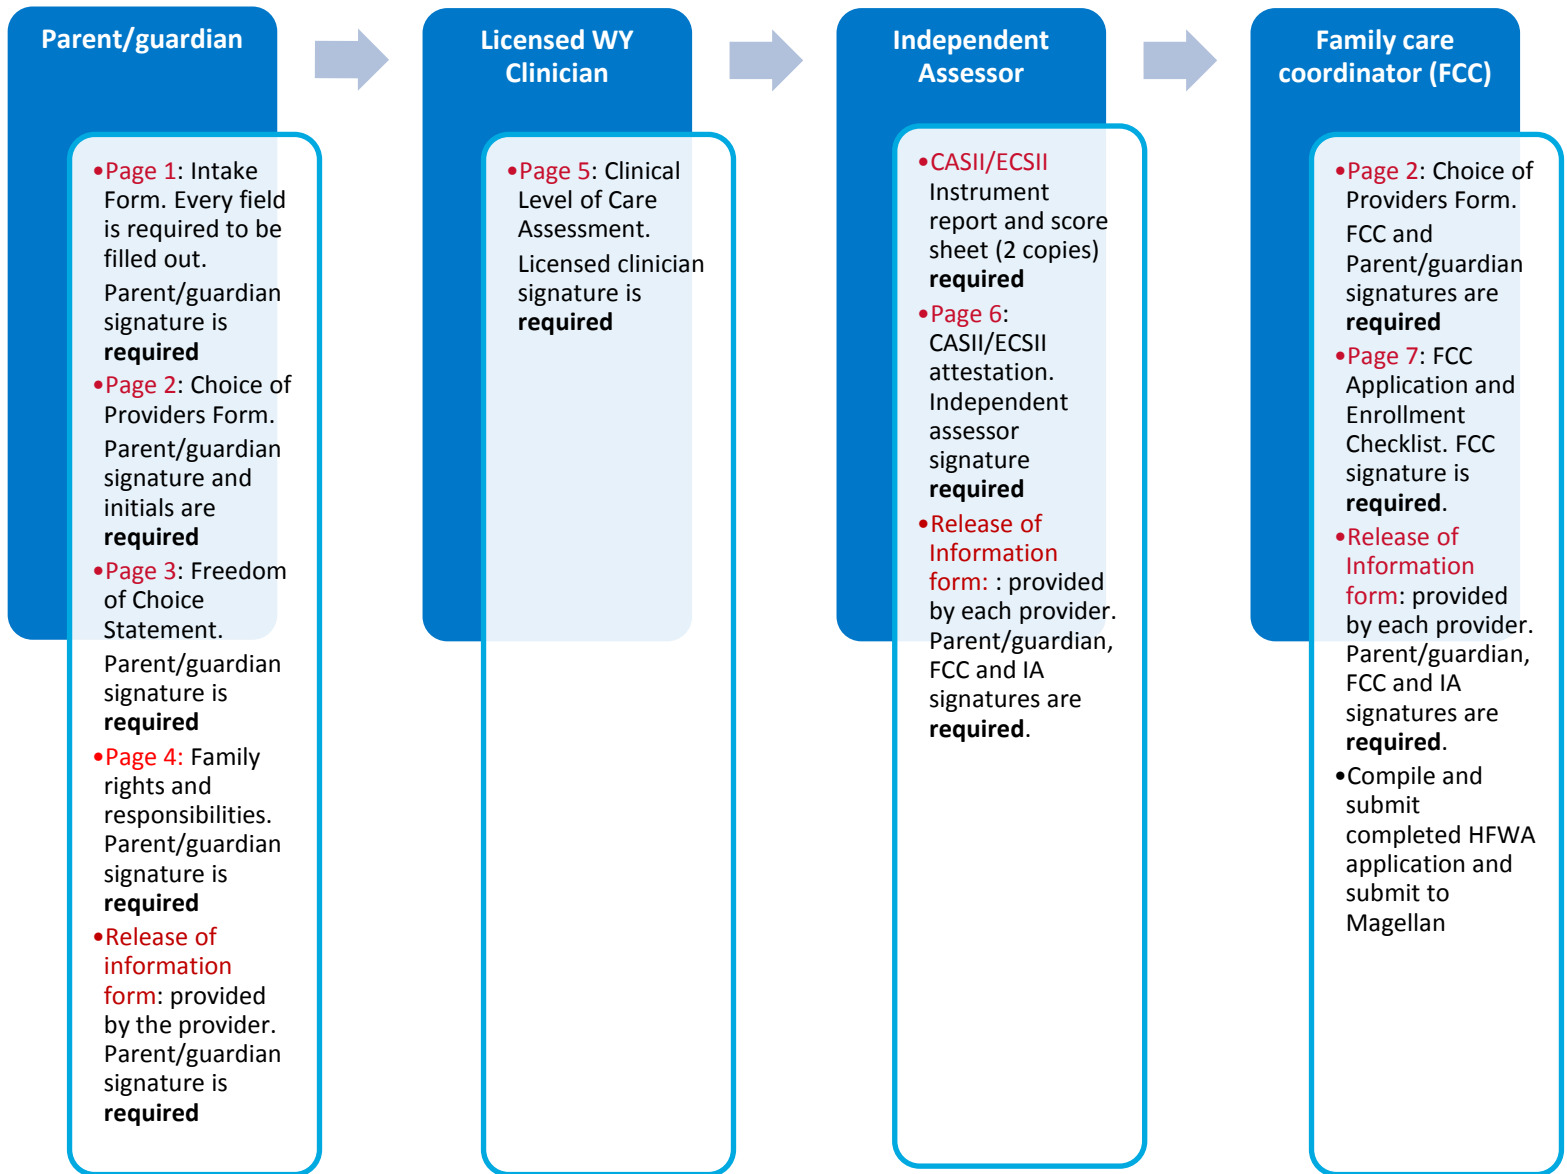 Parent/guardian
•Page 1: Intake
Form. Every field
is required to be
filled out.
Parent/guardian
signature is
required
•Page 2: Choice of
Providers Form.
Parent/guardian
signature and
initials are
required
•Page 3: Freedom
of Choice
Statement.
Parent/guardian
signature is
required
•Page 4: Family
rights and
responsibilities.
Parent/guardian
signature is
required
•Release of
information
form: provided
by the provider.
Parent/guardian
signature is
required
Licensed WY
Clinician
•Page 5: Clinical
Level of Care
Assessment.
Licensed clinician
signature is
required
Independent
Assessor
•CASII/ECSII
Instrument
report and score
sheet (2 copies)
required
•Page 6:
CASII/ECSII
attestation.
Independent
assessor
signature
required
•Release of
Information
form: : provided
by each provider.
Parent/guardian,
FCC and IA
signatures are
required.
Family care
coordinator (FCC)
•Page 2: Choice of
Providers Form.
FCC and
Parent/guardian
signatures are
required
•Page 7: FCC
Application and
Enrollment
Checklist. FCC
signature is
required.
•Release of
Information
form: provided
by each provider.
Parent/guardian,
FCC and IA
signatures are
required.
•Compile and
submit
completed HFWA
application and
submit to
Magellan